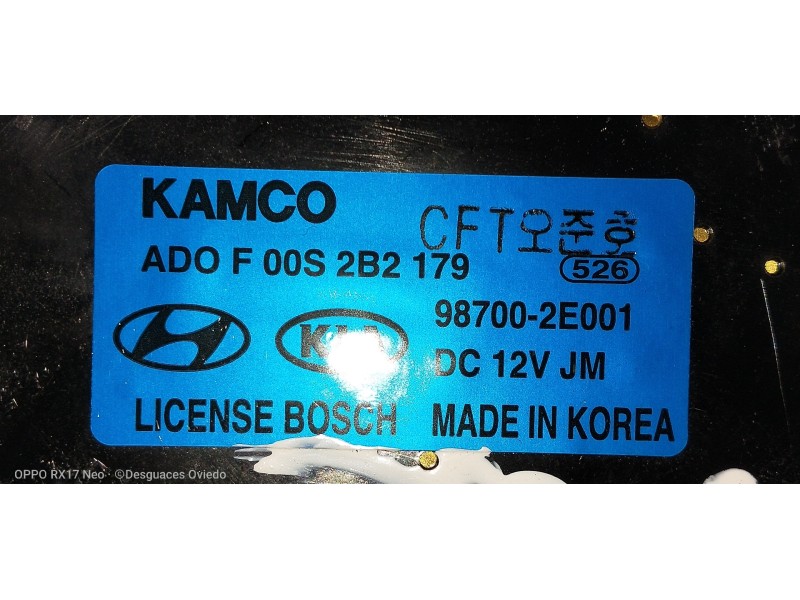 KAMCO
CFT오준호
ADO F 00S 2B2 179
526
98700-2E001
KIA
DC 12V JM
LICENSE BOSCH MADE IN KOREA
OPPO RX17 Neo · ©Desguaces Oviedo